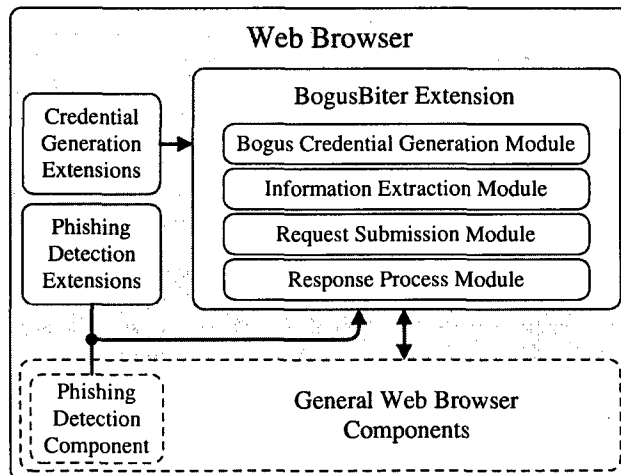 Web Browser
Credential
Generation
Extensions
Phishing
Detection
Extensions
BogusBiter Extension
Bogus Credential Generation Module
Information Extraction Module
Request Submission Module
Response Process Module
Phishing
Detection
Component
General Web Browser
Components